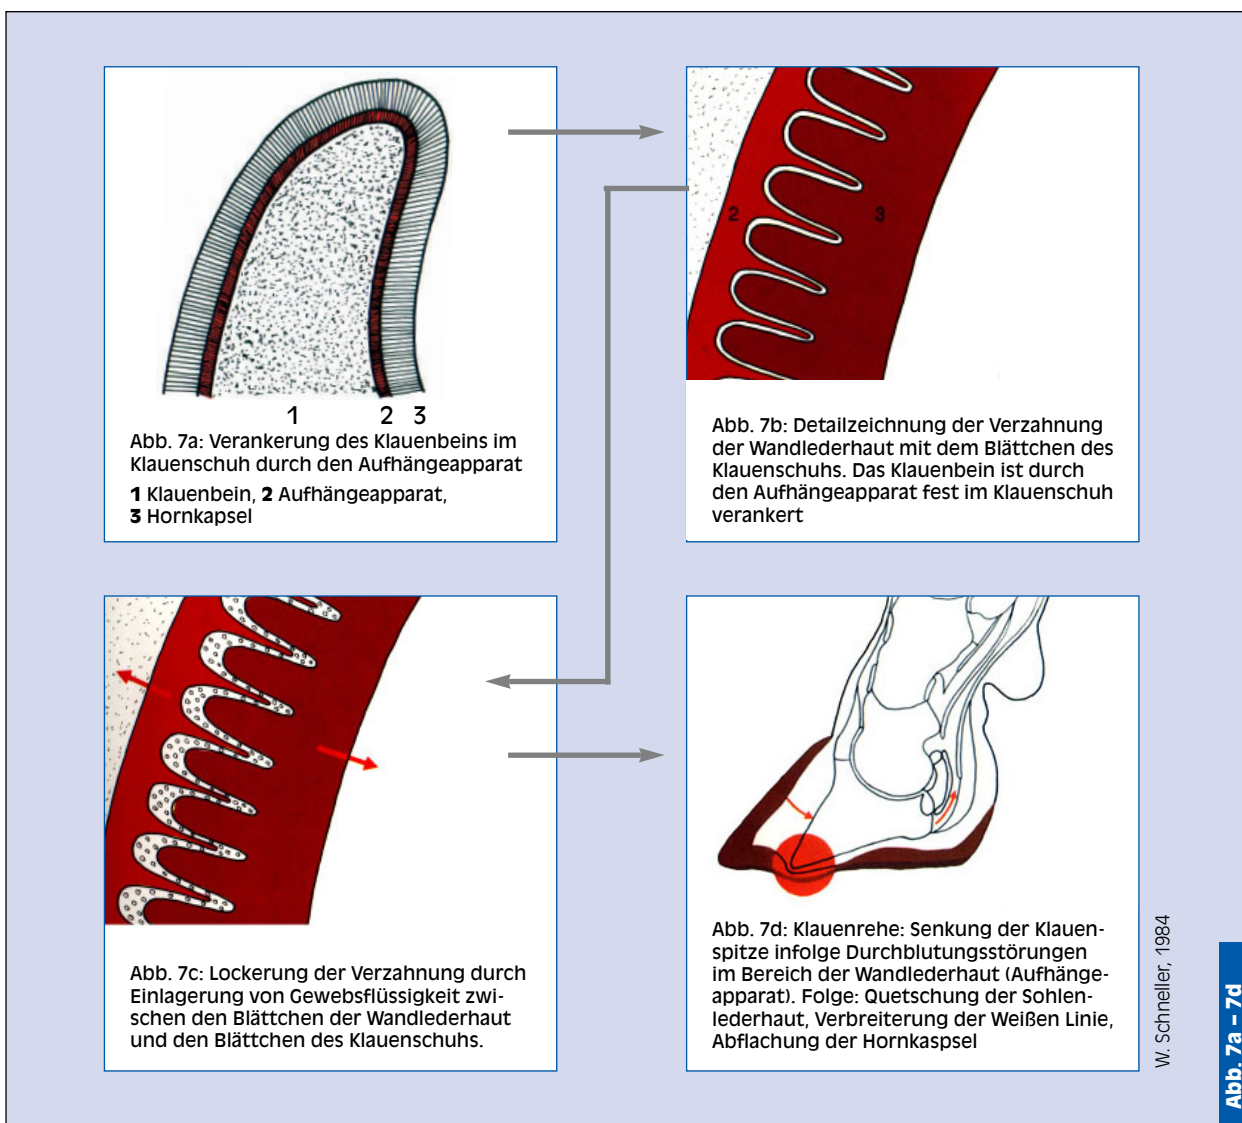 1 2 3
Abb. 7a: Verankerung des Klauenbeins im
Klauenschuh durch den Aufhängeapparat
1 Klauenbein, 2 Aufhängeapparat,
3 Hornkapsel
2 3
Abb. 7b: Detailzeichnung der Verzahnung
der Wandlederhaut mit dem Blättchen des
Klauenschuhs. Das Klauenbein ist durch
den Aufhängeapparat fest im Klauenschuh
verankert
Abb. 7c: Lockerung der Verzahnung durch
Einlagerung von Gewebsflüssigkeit zwi-
schen den Blättchen der Wandlederhaut
und den Blättchen des Klauenschuhs.
Abb. 7d: Klauenrehe: Senkung der Klauen-
spitze infolge Durchblutungsstörungen
im Bereich der Wandlederhaut (Aufhänge-
apparat). Folge: Quetschung der Sohlen-
lederhaut, Verbreiterung der Weißen Linie,
Abflachung der Hornkaspsel
W. Schneller, 1984
Abb. 7a – 7d